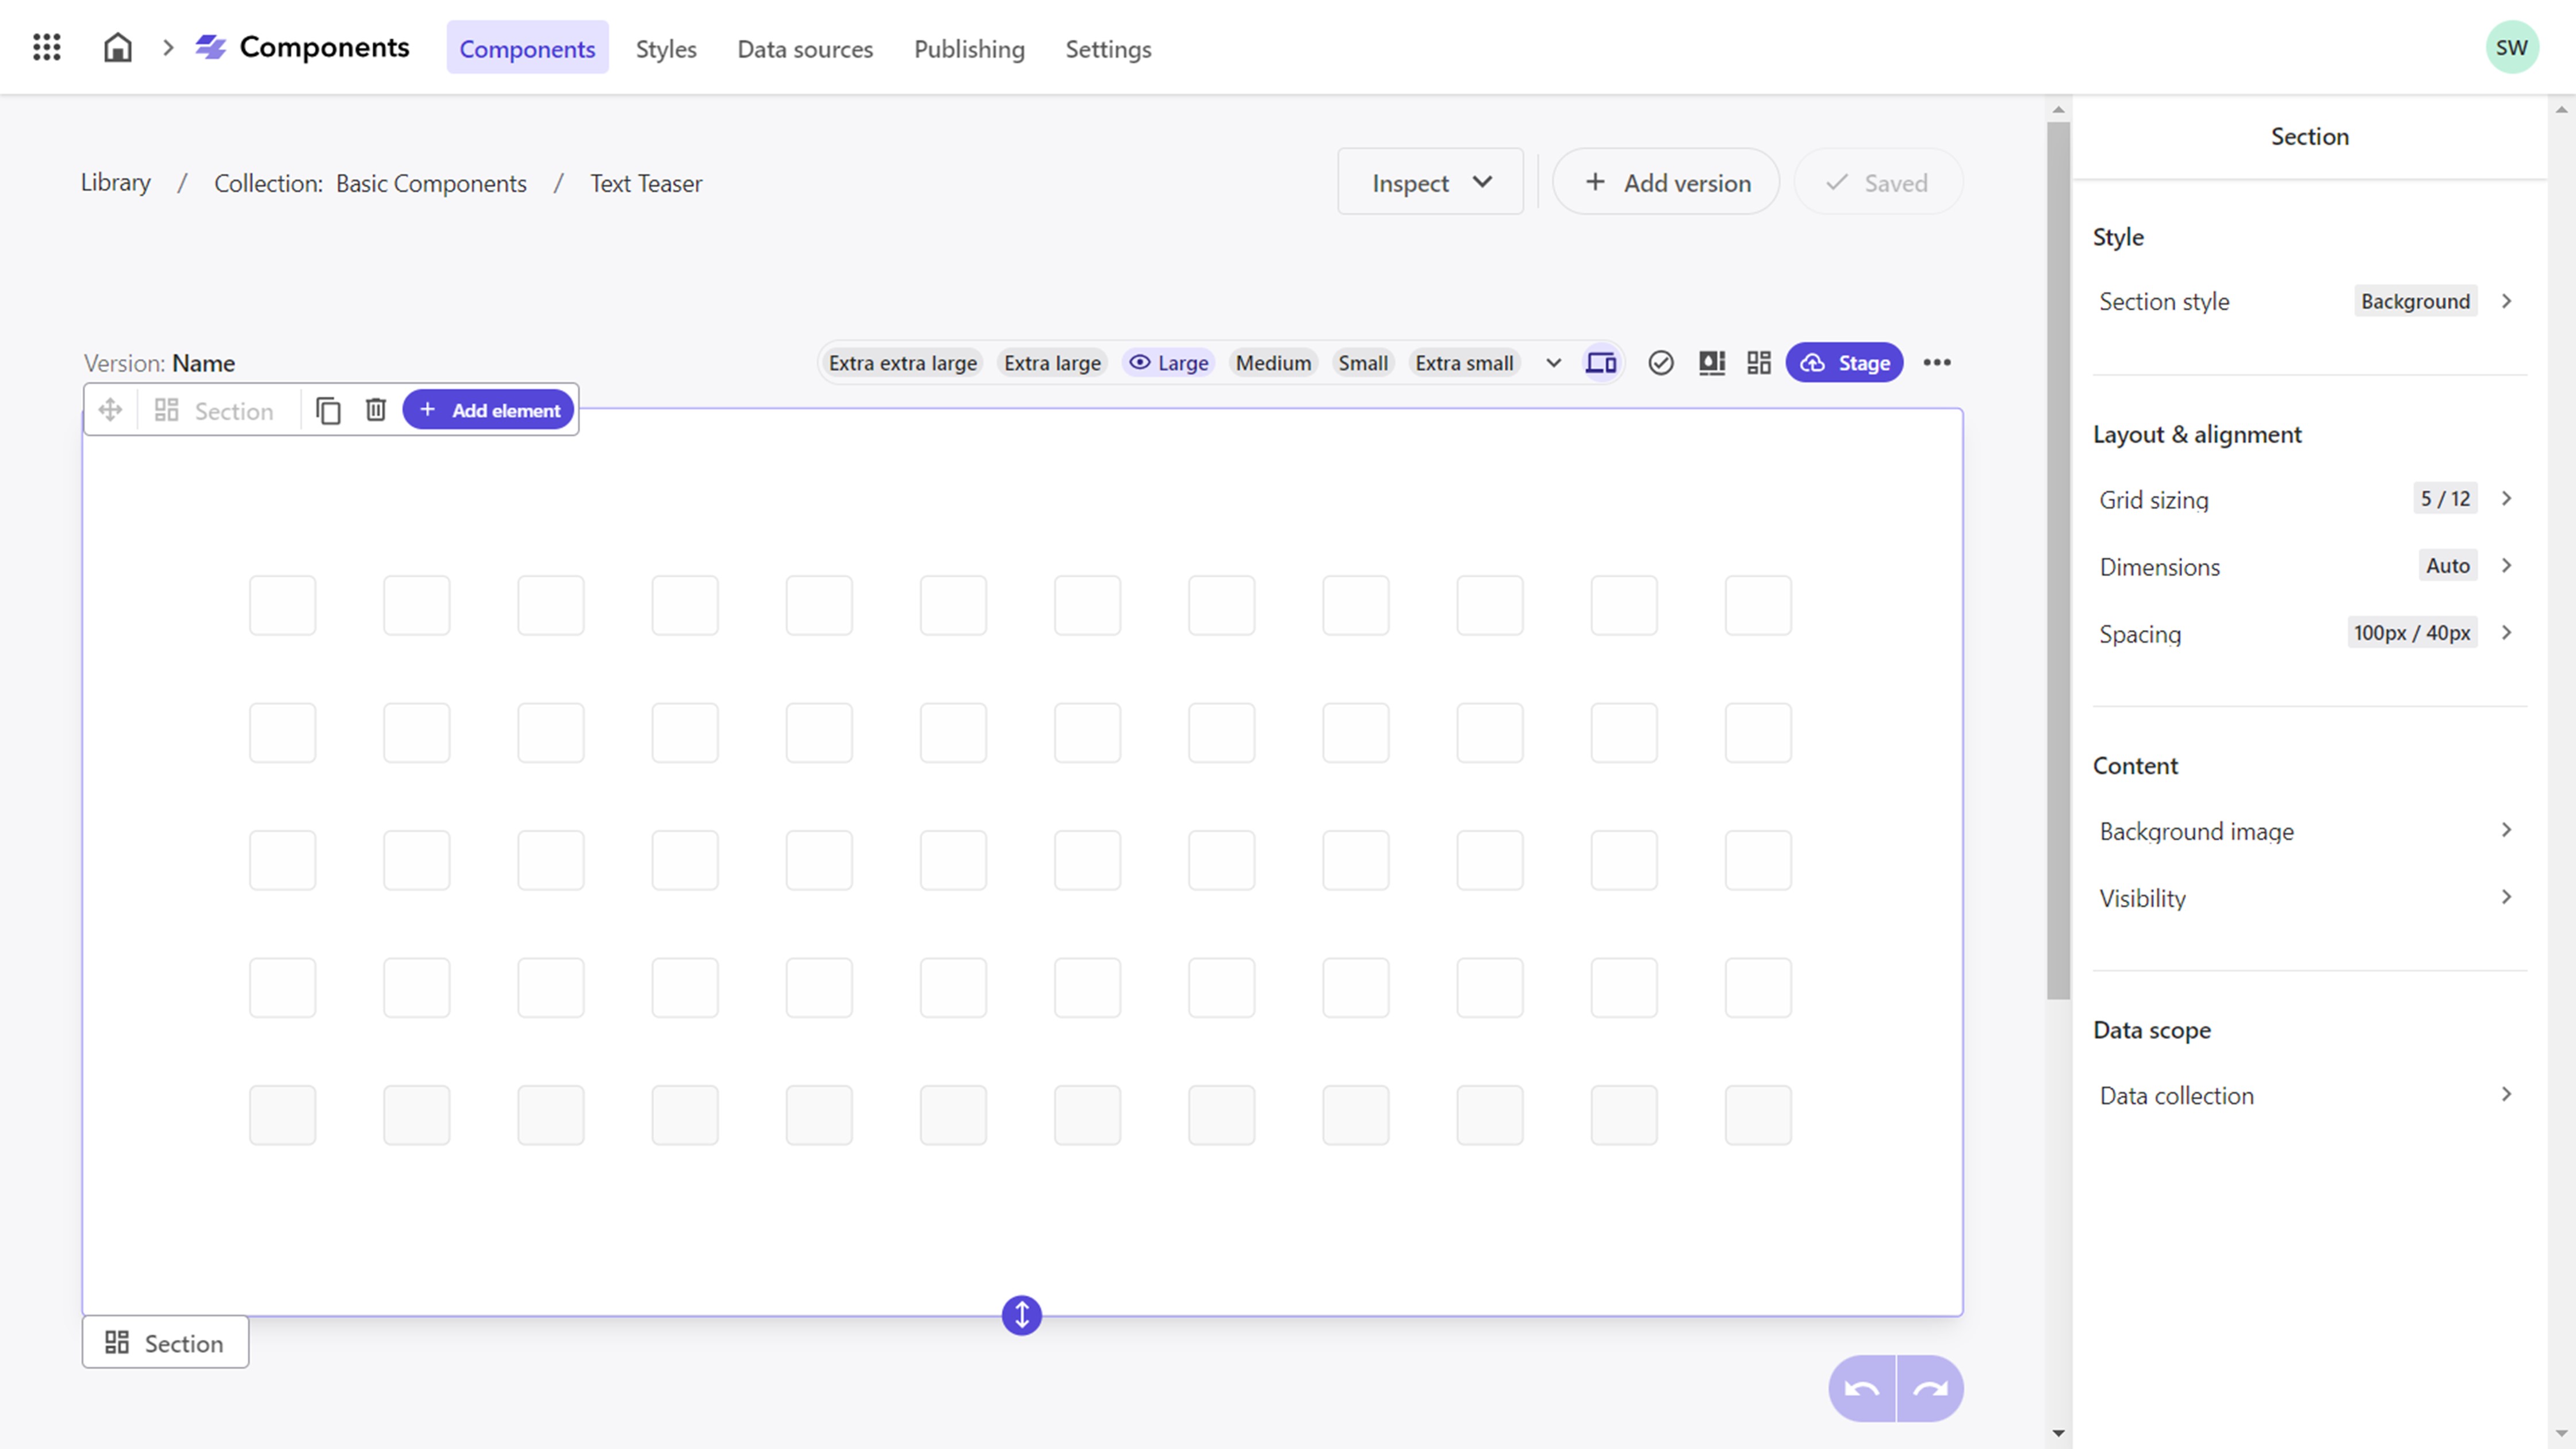 Components Components Styles Data sources Publishing Settings SW
Section
Library / Collection: Basic Components / Text Teaser
Inspect + Add version Saved
Style
Section style Background
Version: Name
Extra extra large Extra large Large Medium Small Extra small Stage
Section + Add element
Layout & alignment
Grid sizing 5 / 12
Dimensions Auto
Spacing 100px / 40px
Content
Background image
Visibility
Data scope
Data collection
Section